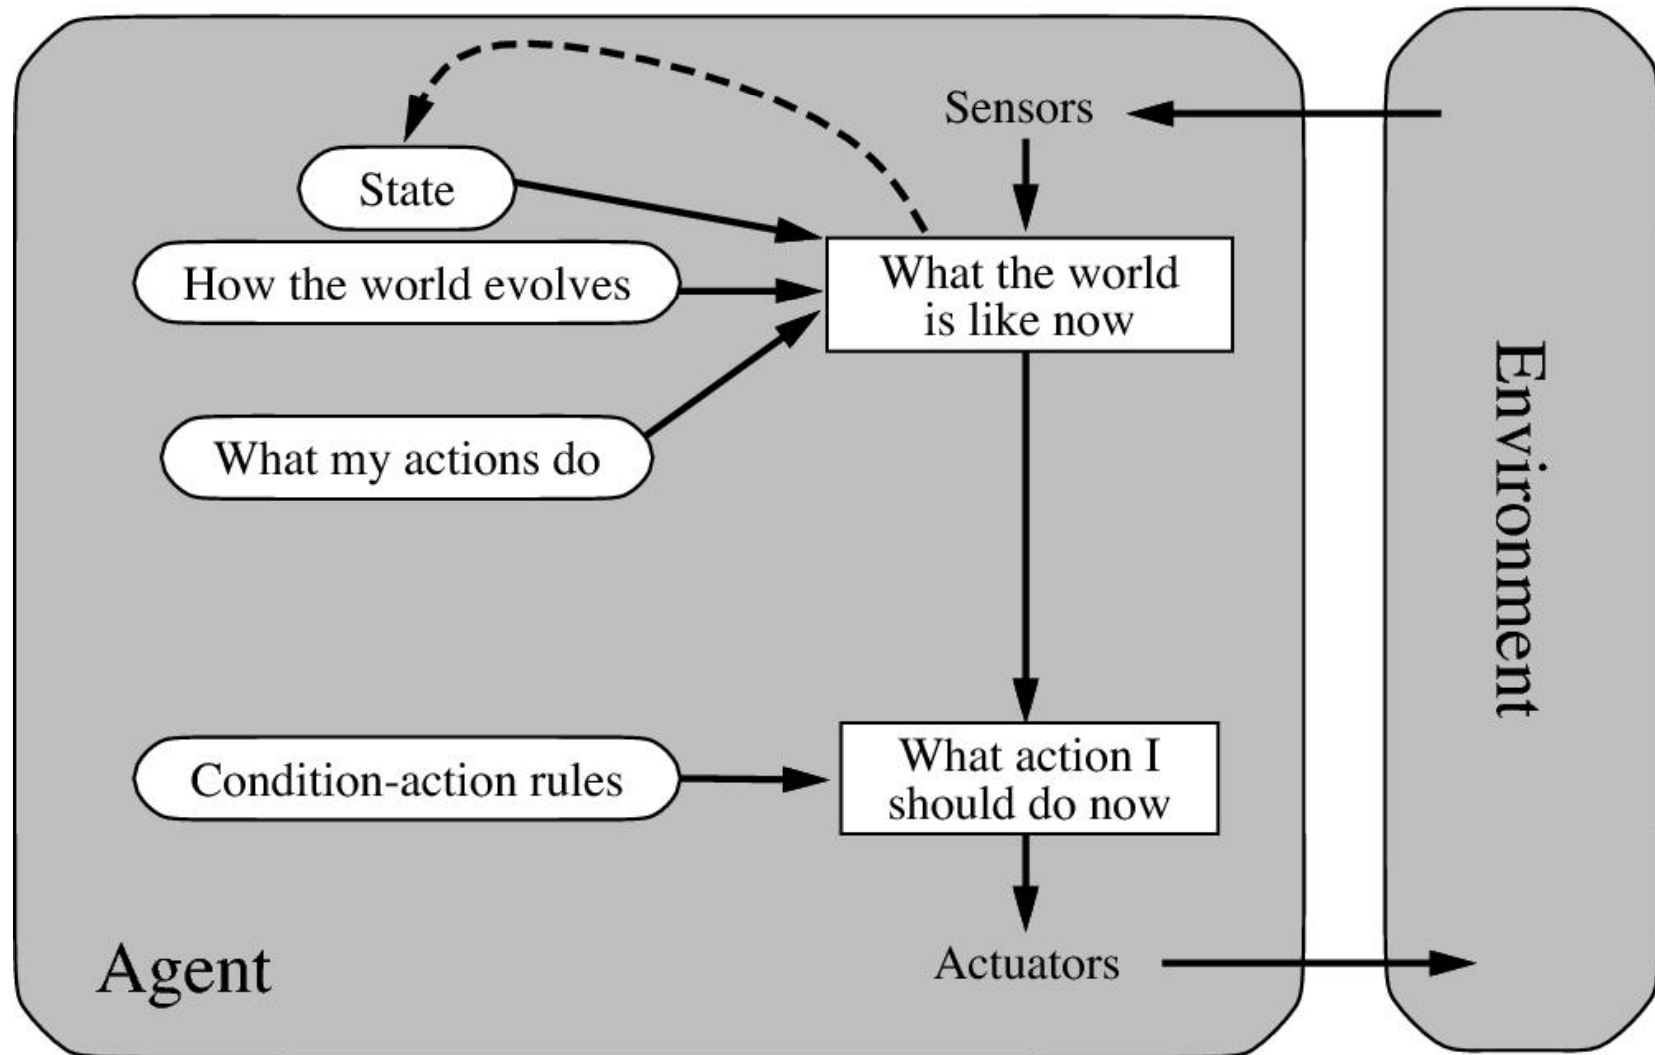 Sensors
State
How the world evolves
What the world
is like now
What my actions do
Environment
Condition-action rules
What action I
should do now
Agent
Actuators